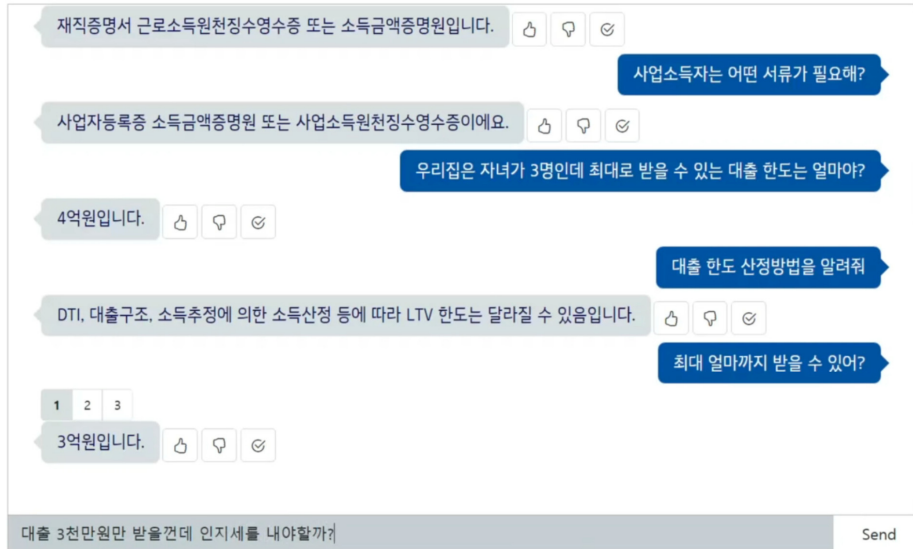 재직증명서 근로소득원천징수영수증 또는 소득금액증명원입니다.
사업소득자는 어떤 서류가 필요해?
사업자등록증 소득금액증명원 또는 사업소득원천징수영수증이에요.
우리집은 자녀가 3명인데 최대로 받을 수 있는 대출 한도는 얼마야?
4억원입니다.
대출 한도 산정방법을 알려줘
DTI, 대출구조, 소득추정에 의한 소득산정 등에 따라 LTV 한도는 달라질 수 있음입니다.
최대 얼마까지 받을 수 있어?
1 2 3
3억원입니다.
대출 3천만원만 받을껀데 인지세를 내야할까?
Send